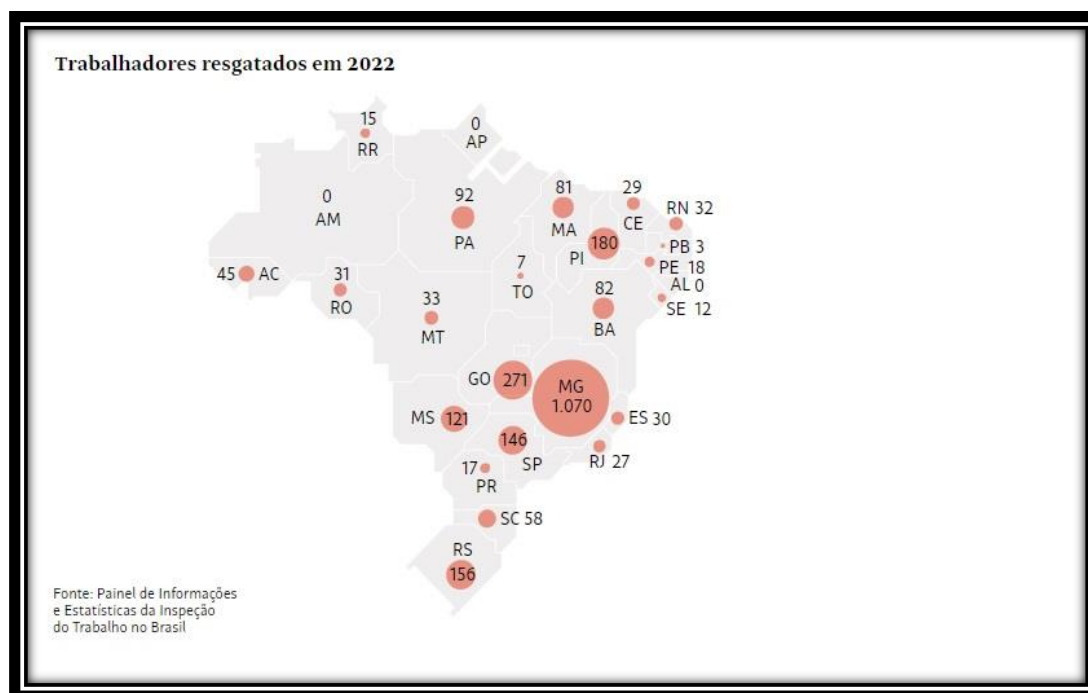 Trabalhadores resgatados em 2022
15
RR
0
AP
0
AM
92
PA
81
MA
29
CE
RN 32
180
PI
PB 3
PE 18
AL 0
SE 12
45 AC
31
RO
33
MT
7
TO
82
BA
GO 271
MG
1.070
MS 121
ES 30
146
SP
RJ 27
17
PR
SC 58
RS
156
Fonte: Painel de Informações
e Estatísticas da Inspeção
do Trabalho no Brasil